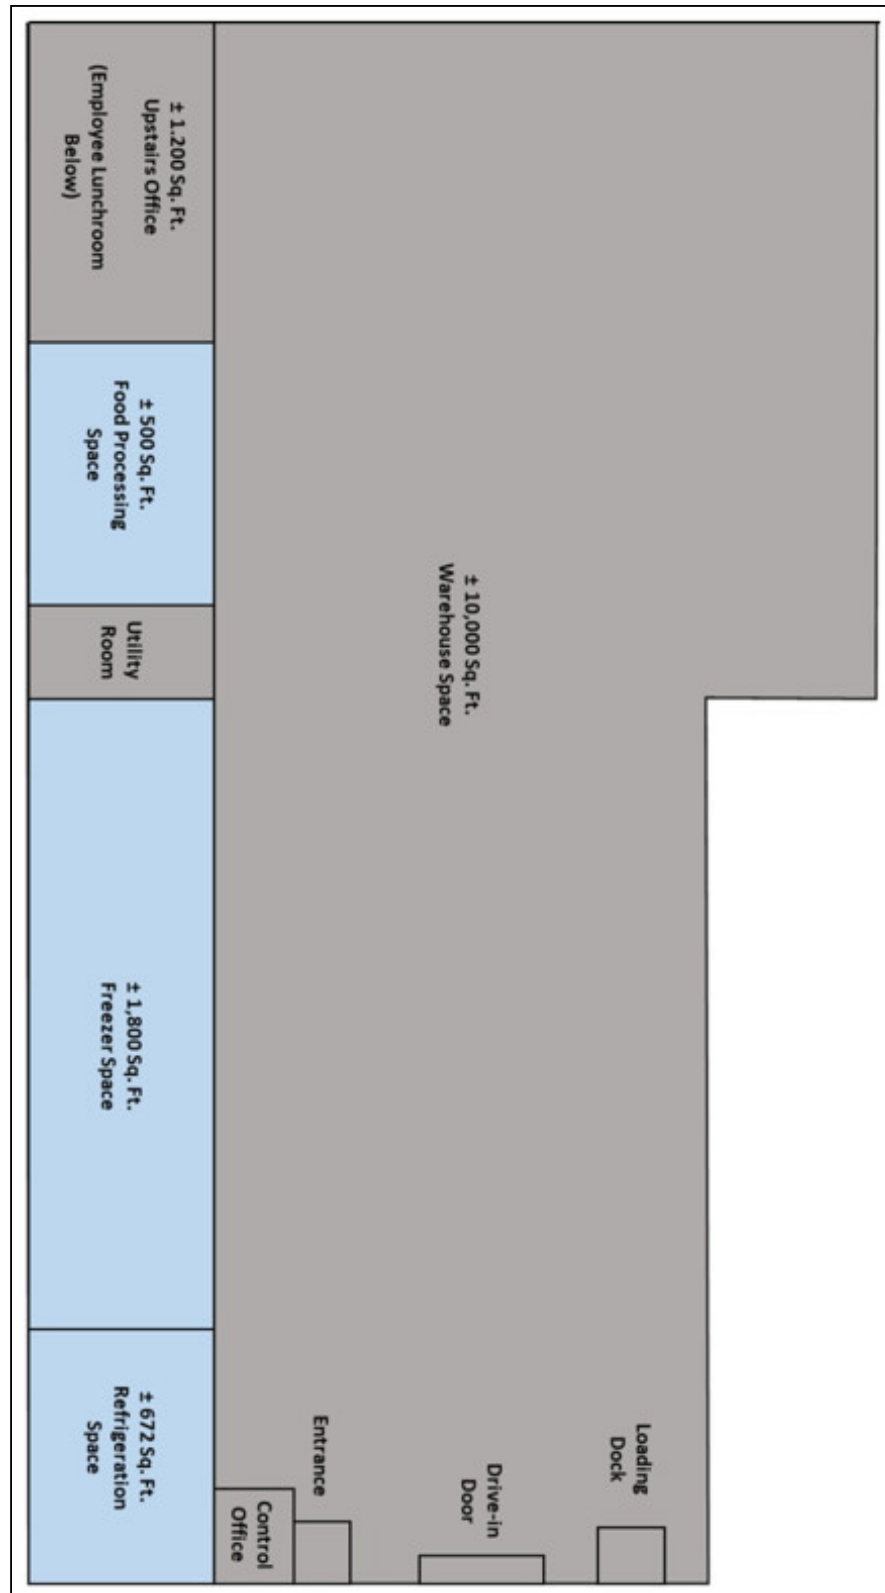 ± 1.200 Sq. Ft.
Upstairs Office
(Employee Lunchroom
Below)
± 500 Sq. Ft.
Food Processing
Space
Utility
Room
± 10,000 Sq. Ft.
Warehouse Space
± 1,800 Sq. Ft.
Freezer Space
± 672 Sq. Ft.
Refrigeration
Space
Control
Office
Entrance
Drive-in
Door
Loading
Dock